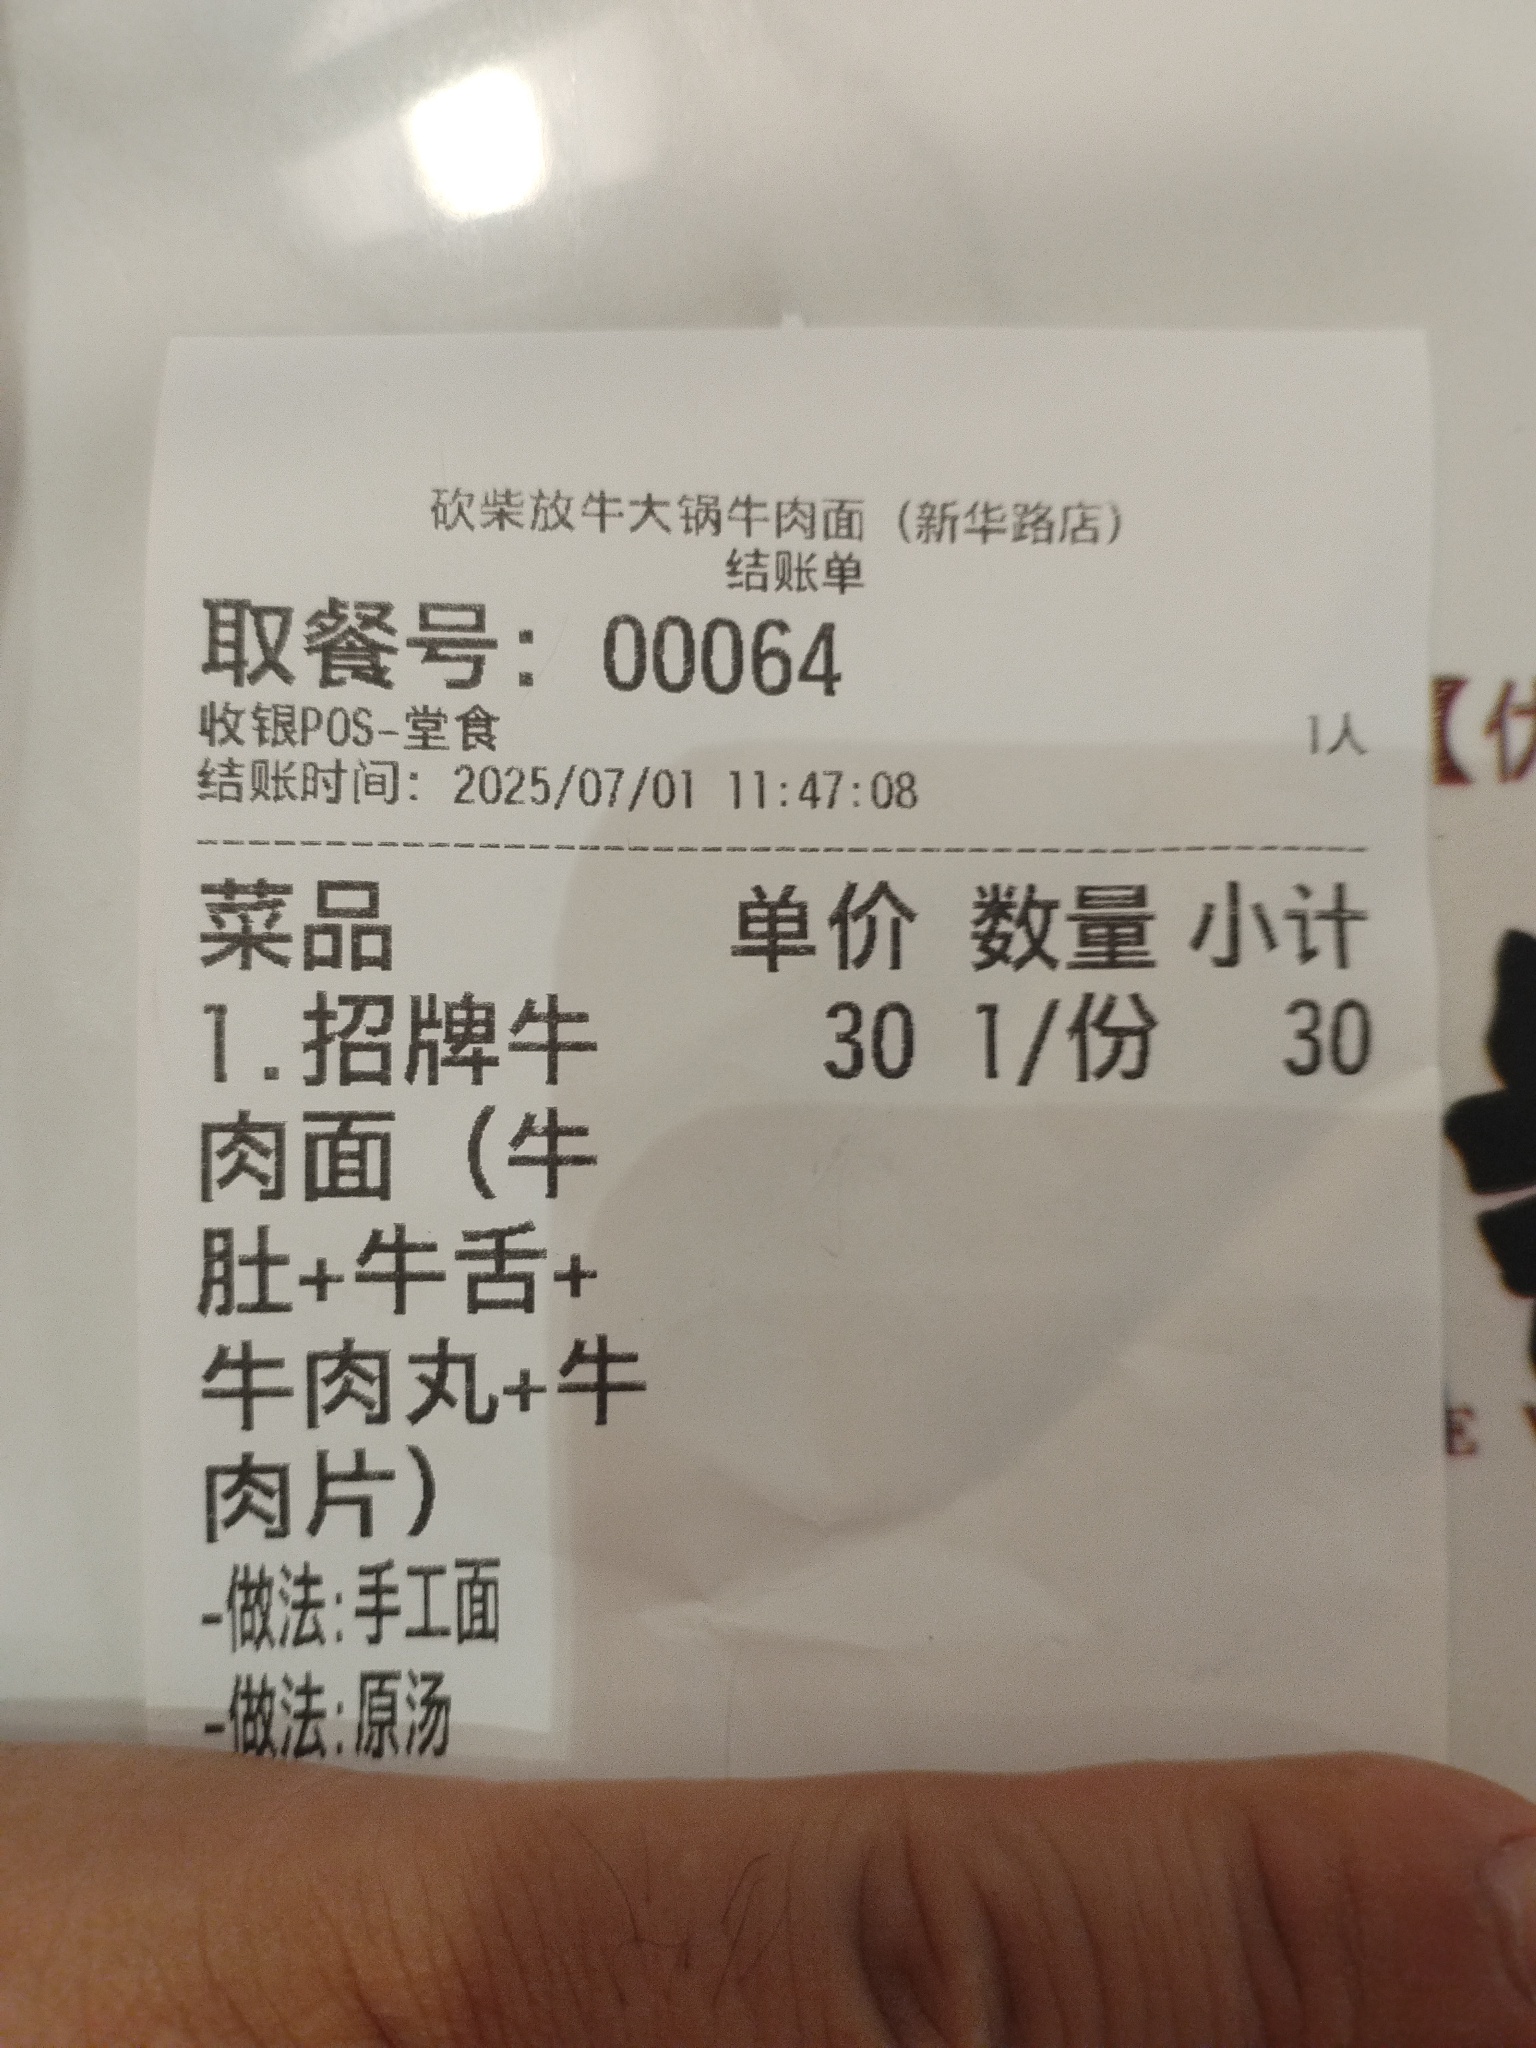 砍柴放牛大锅牛肉面（新华路店）
结账单
取餐号：00064
收银POS-堂食 1人
结账时间：2025/07/01 11:47:08
菜品 单价 数量 小计
1.招牌牛 30 1/份 30
肉面（牛
肚+牛舌+
牛肉丸+牛
肉片）
-做法:手工面
-做法:原汤
【优
E